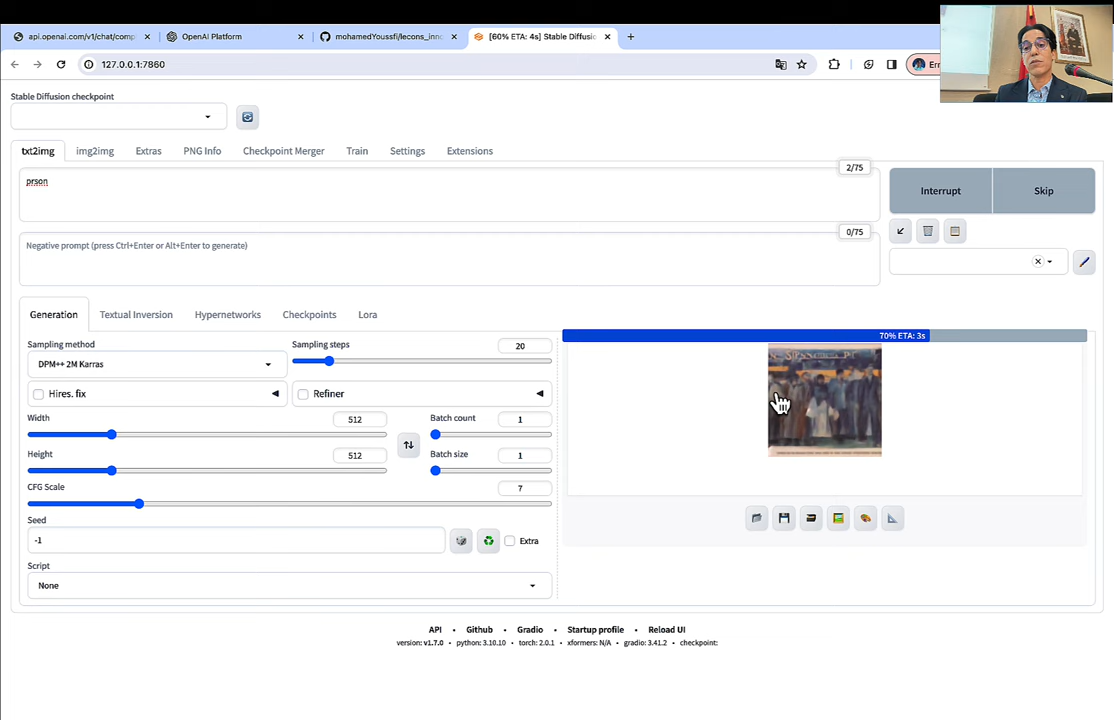 api.openai.com/v1/chat/comp
OpenAI Platform
mohamedYoussfi/lecons_inno
[60% ETA: 4s] Stable Diffusio
127.0.0.1:7860
Err
Stable Diffusion checkpoint
txt2img
img2img
Extras
PNG Info
Checkpoint Merger
Train
Settings
Extensions
2/75
prson
Interrupt
Skip
0/75
Negative prompt (press Ctrl+Enter or Alt+Enter to generate)
Generation
Textual Inversion
Hypernetworks
Checkpoints
Lora
70% ETA: 3s
Sampling method
DPM++ 2M Karras
Sampling steps
20
Hires. fix
Refiner
Width
512
Batch count
1
Height
512
Batch size
1
CFG Scale
7
Seed
-1
Extra
Script
None
API • Github • Gradio • Startup profile • Reload UI
version: v1.7.0 • python: 3.10.10 • torch: 2.0.1 • xformers: N/A • gradio: 3.41.2 • checkpoint: